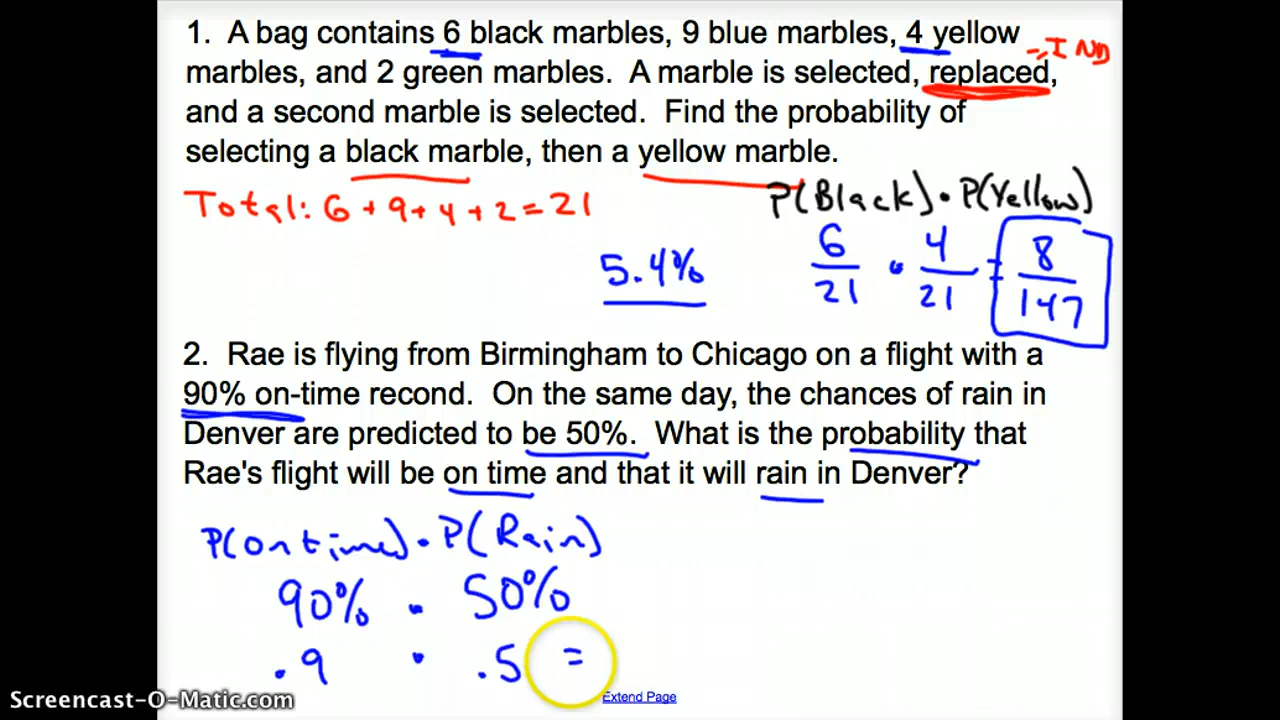 1. A bag contains 6 black marbles, 9 blue marbles, 4 yellow
marbles, and 2 green marbles. A marble is selected, replaced,
and a second marble is selected. Find the probability of
selecting a black marble, then a yellow marble.
IND
Total: 6 + 9 + 4 + 2 = 21
P(Black) • P(Yellow)
5.4%
6/21 • 4/21 = 8/147
2. Rae is flying from Birmingham to Chicago on a flight with a
90% on-time recond. On the same day, the chances of rain in
Denver are predicted to be 50%. What is the probability that
Rae's flight will be on time and that it will rain in Denver?
P(on time) • P(Rain)
90% • 50%
.9 • .5 =
Extend Page
Screencast-O-Matic.com